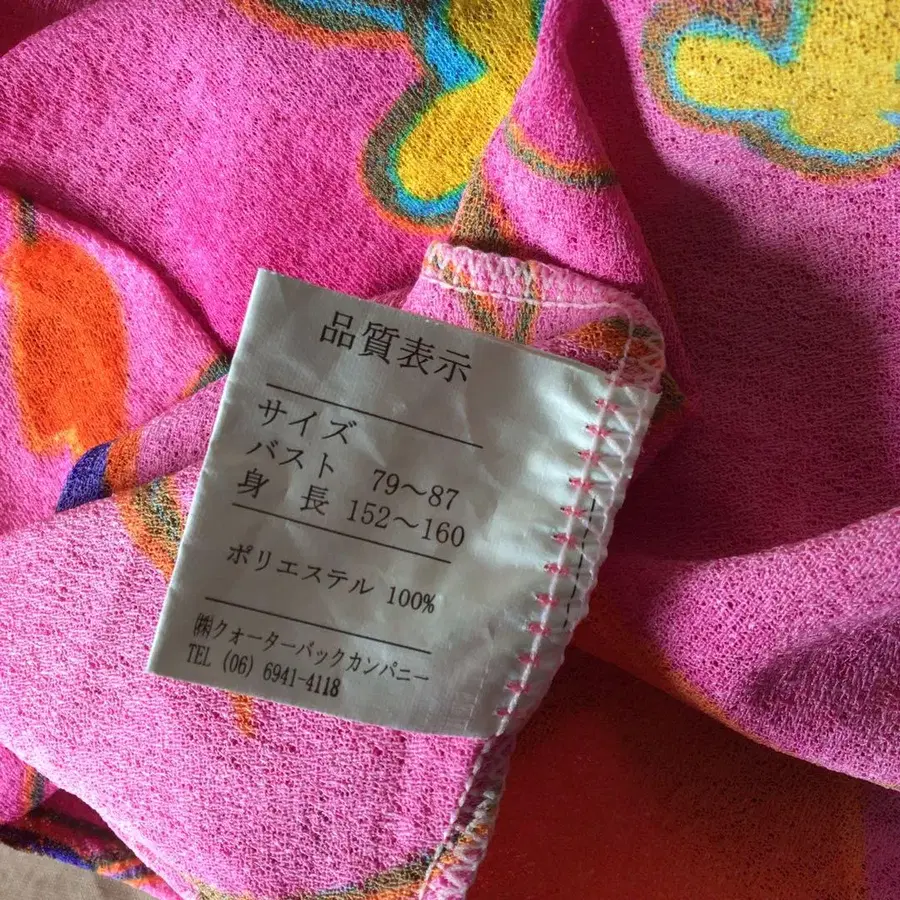 品質表示
サイズ
バスト 79〜87
身 長 152〜160
ポリエステル 100%
㈱クォーターバックカンパニー
TEL (06) 6941-4118